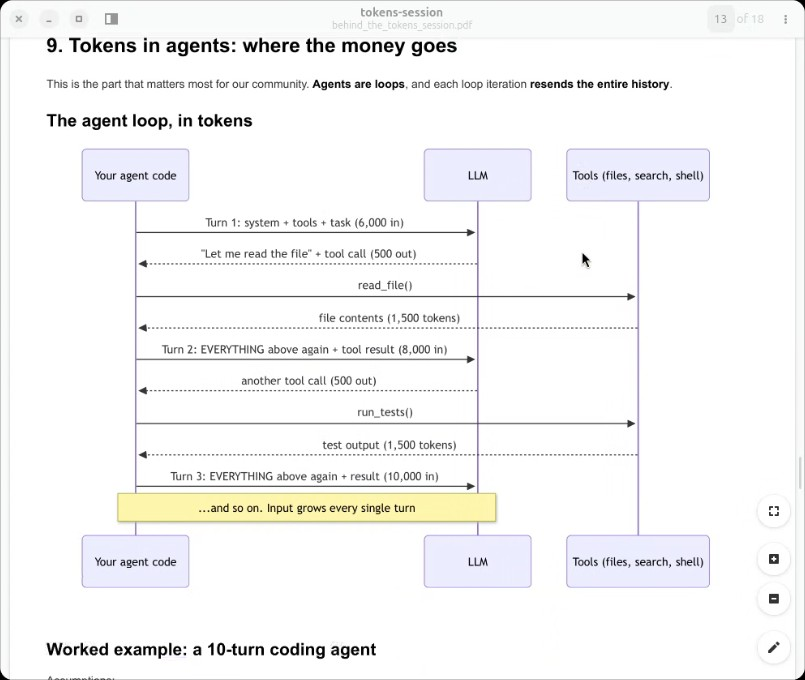 tokens-session
behind_the_tokens_session.pdf
13 of 18
9. Tokens in agents: where the money goes
This is the part that matters most for our community. Agents are loops, and each loop iteration resends the entire history.
The agent loop, in tokens
Your agent code
LLM
Tools (files, search, shell)
Turn 1: system + tools + task (6,000 in)
"Let me read the file" + tool call (500 out)
read_file()
file contents (1,500 tokens)
Turn 2: EVERYTHING above again + tool result (8,000 in)
another tool call (500 out)
run_tests()
test output (1,500 tokens)
Turn 3: EVERYTHING above again + result (10,000 in)
...and so on. Input grows every single turn
Your agent code
LLM
Tools (files, search, shell)
Worked example: a 10-turn coding agent
Assumptions: